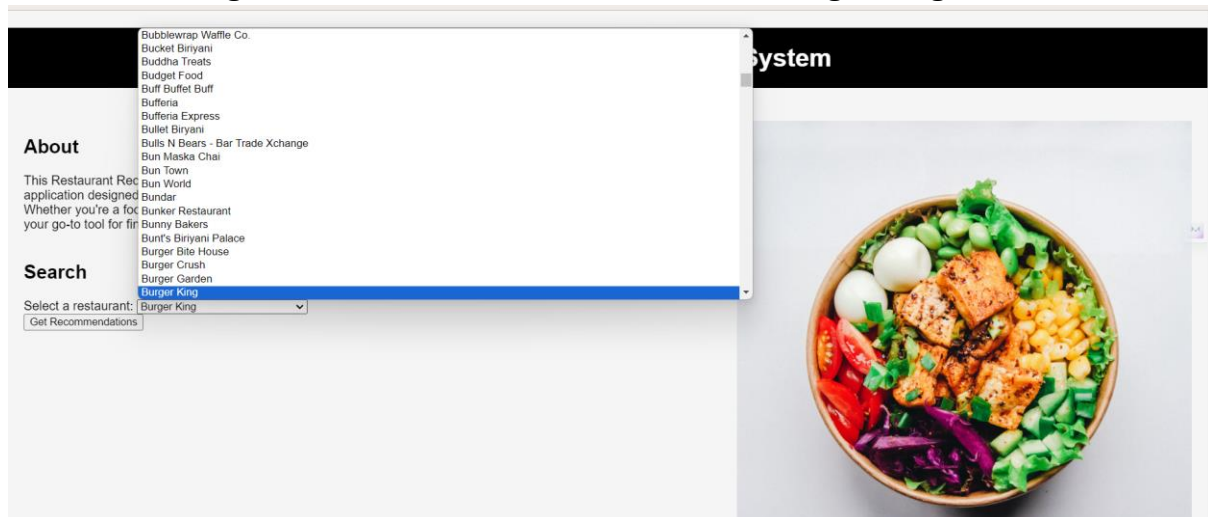 Bubblewrap Waffle Co.
Bucket Biriyani
Buddha Treats
Budget Food
Buff Buffet Buff
Bufferia
Bufferia Express
Bullet Biryani
Bulls N Bears - Bar Trade Xchange
Bun Maska Chai
Bun Town
Bun World
Bundar
Bunker Restaurant
Bunny Bakers
Bunt's Biriyani Palace
Burger Bite House
Burger Crush
Burger Garden
Burger King
System
About
This Restaurant Rec
application designed
Whether you're a foo
your go-to tool for fin
Search
Select a restaurant: Burger King
Get Recommendations